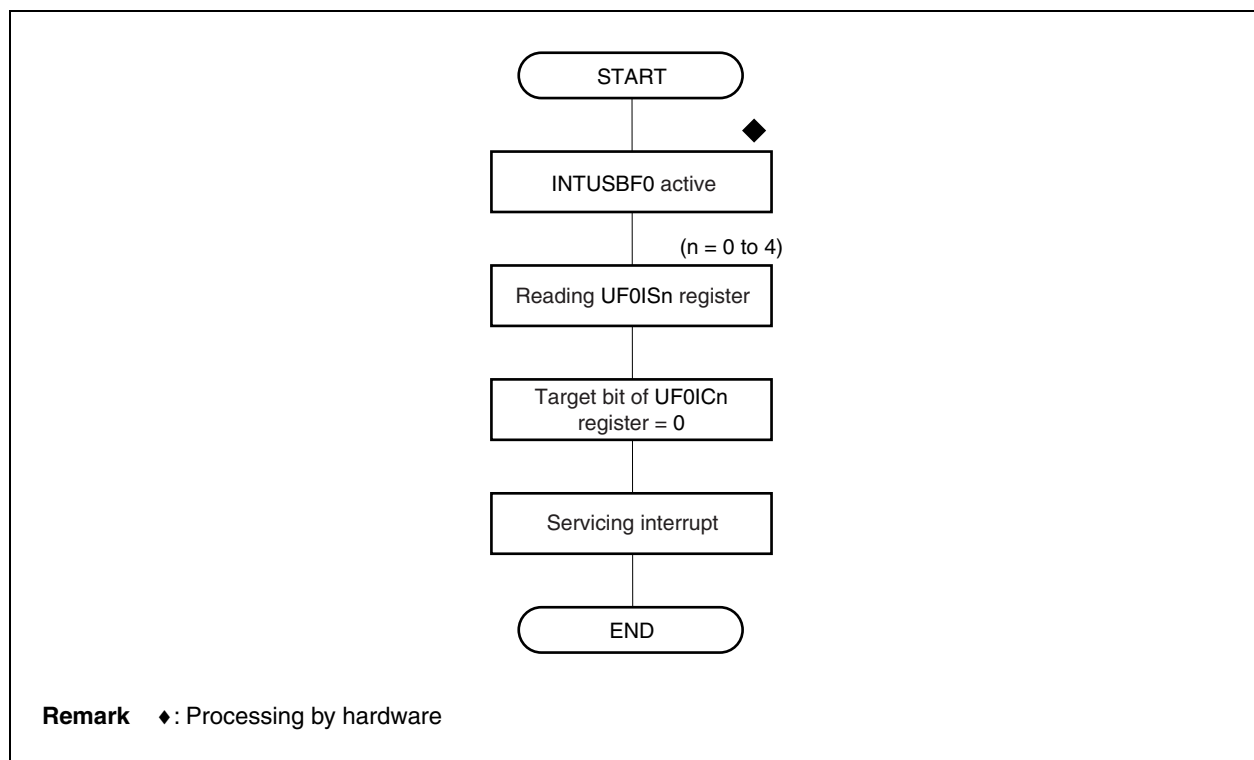 START
◆
INTUSBF0 active
(n = 0 to 4)
Reading UF0ISn register
Target bit of UF0ICn
register = 0
Servicing interrupt
END
Remark ♦: Processing by hardware